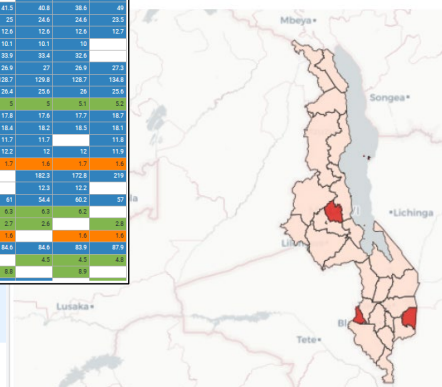 41.5 40.8 38.6 49
25 24.6 24.6 23.5
12.6 12.6 12.6 12.7
10.1 10.1 10
33.9 33.4 32.6
26.9 27 26.9 27.3
128.7 129.8 128.7 134.8
26.4 25.6 26 25.6
5 5 5.1 5.2
17.8 17.6 17.7 18.7
18.4 18.2 18.5 18.1
11.7 11.7 11.8
12.2 12 12 11.9
1.7 1.6 1.7 1.6
182.3 172.8 219
12.3 12.2
61 54.4 60.2 57
6.3 6.3 6.2
2.7 2.6 2.8
1.6 1.6 1.6
84.6 84.6 83.9 87.9
4.5 4.5 4.8
8.8 8.9
Mbeya
Songea
Lichinga
Lusaka
Tete